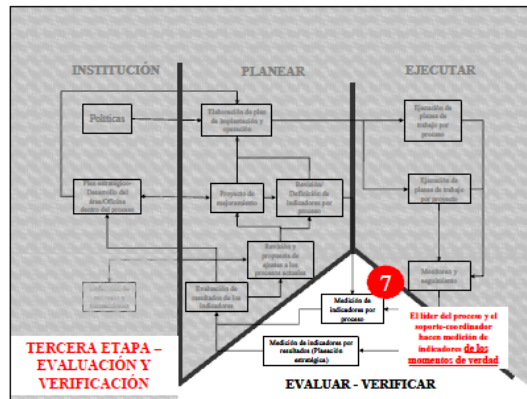 INSTITUCIÓN
PLANEAR
EJECUTAR
Políticas
Elaboración de plan
de implantación y
operación
Ejecución de
planes de
trabajo por
proceso
Plan estratégico-
Desarrollo del
área/Oficina
dentro del proceso
Proyecto de
mejoramiento
Revisión/
Definición de
indicadores por
proceso
Ejecución de
planes de trabajo
por proyecto
Revisión y
propuesta de
ajustes a los
procesos actuales
Evaluación de
resultados de los
indicadores
Monitoreo y
seguimiento
7
Medición de
indicadores por
proceso
El líder del proceso y el
soporte-coordinador
hacen medición de
indicadores de los
momentos de verdad
Medición de indicadores por
resultados (Planeación
estratégica)
TERCERA ETAPA –
EVALUACIÓN Y
VERIFICACIÓN
EVALUAR - VERIFICAR